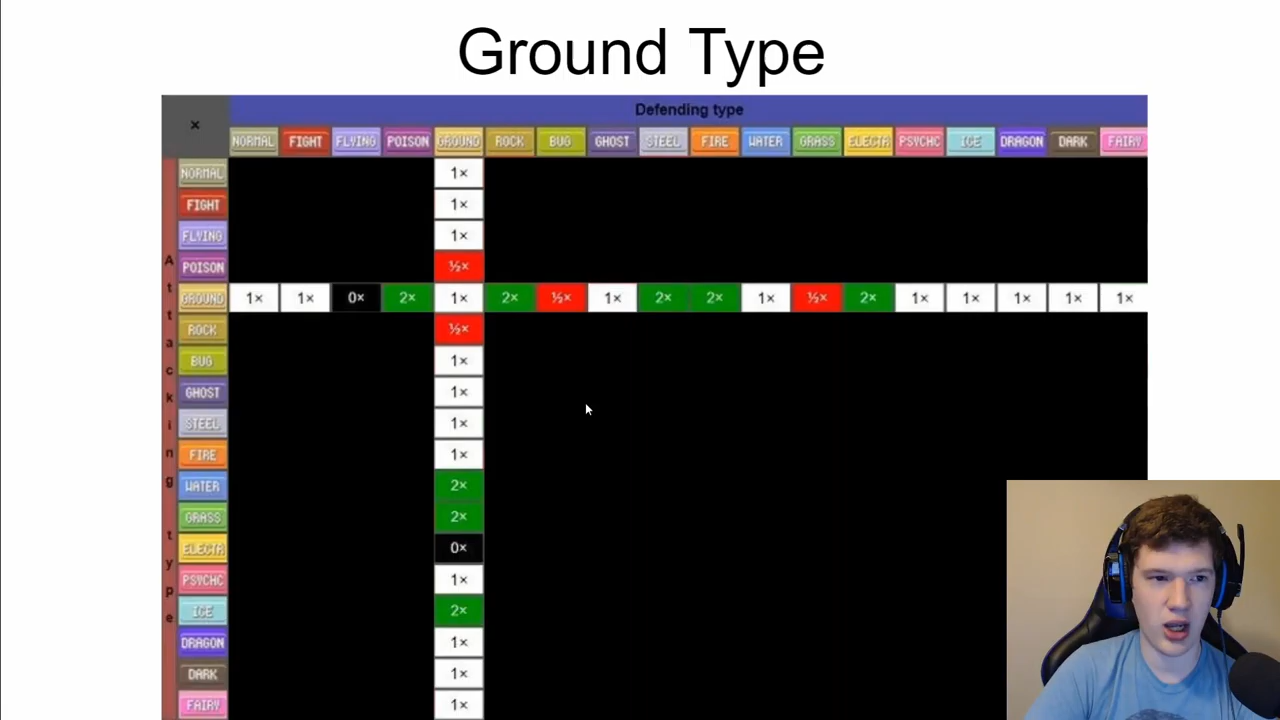 Ground Type
× Defending type
NORMAL FIGHT FLYING POISON GROUND ROCK BUG GHOST STEEL FIRE WATER GRASS ELECTR PSYCHC ICE DRAGON DARK FAIRY
Attacking type
NORMAL 1×
FIGHT 1×
FLYING 1×
POISON ½×
GROUND 1× 1× 0× 2× 1× 2× ½× 1× 2× 2× 1× ½× 2× 1× 1× 1× 1× 1×
ROCK ½×
BUG 1×
GHOST 1×
STEEL 1×
FIRE 1×
WATER 2×
GRASS 2×
ELECTR 0×
PSYCHC 1×
ICE 2×
DRAGON 1×
DARK 1×
FAIRY 1×